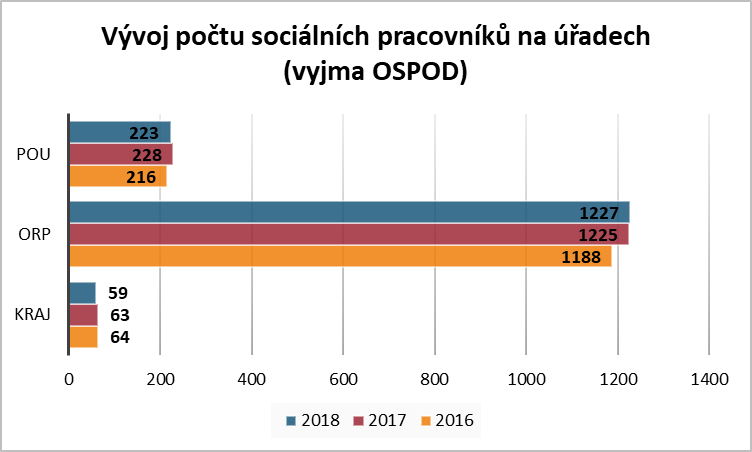 Vývoj počtu sociálních pracovníků na úřadech
(vyjma OSPOD)
POU
223
228
216
ORP
1227
1225
1188
KRAJ
59
63
64
0 200 400 600 800 1000 1200 1400
2018 2017 2016